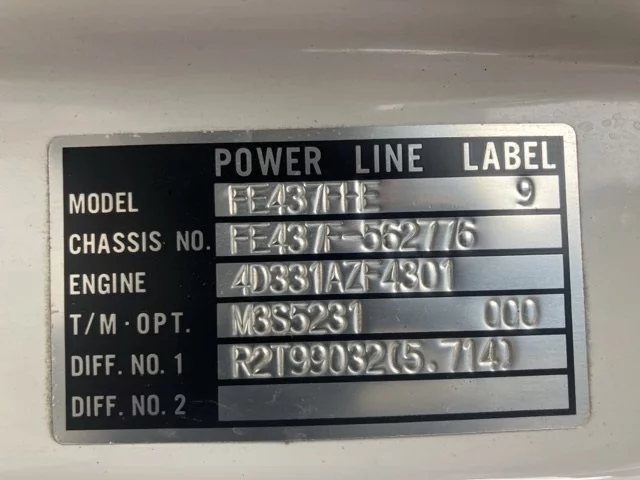 POWER LINE LABEL
MODEL FE437FHE 9
CHASSIS NO. FE437F-562776
ENGINE 4D331AZF4301
T/M·OPT. M3S5231 000
DIFF. NO. 1 R2T99032(5.714)
DIFF. NO. 2